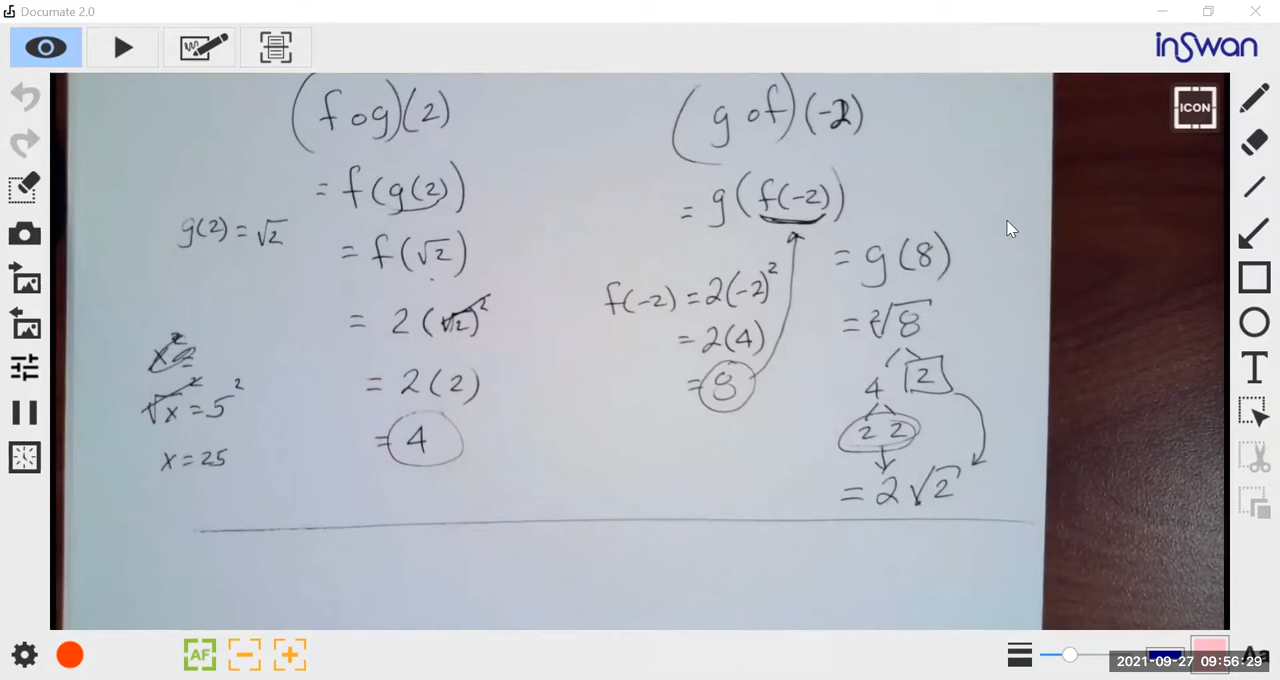 Documate 2.0
inSwan
ICON
(f∘g)(2)
= f(g(2))
g(2) = √2
= f(√2)
= 2(√2)²
= 2(2)
= 4
√x² = 5²
x = 25
(g∘f)(-2)
= g(f(-2))
f(-2) = 2(-2)²
= 2(4)
= 8
= g(8)
= ²√8
4 2
2 2
= 2√2
T
AF
Aa
2021-09-27 09:56:29